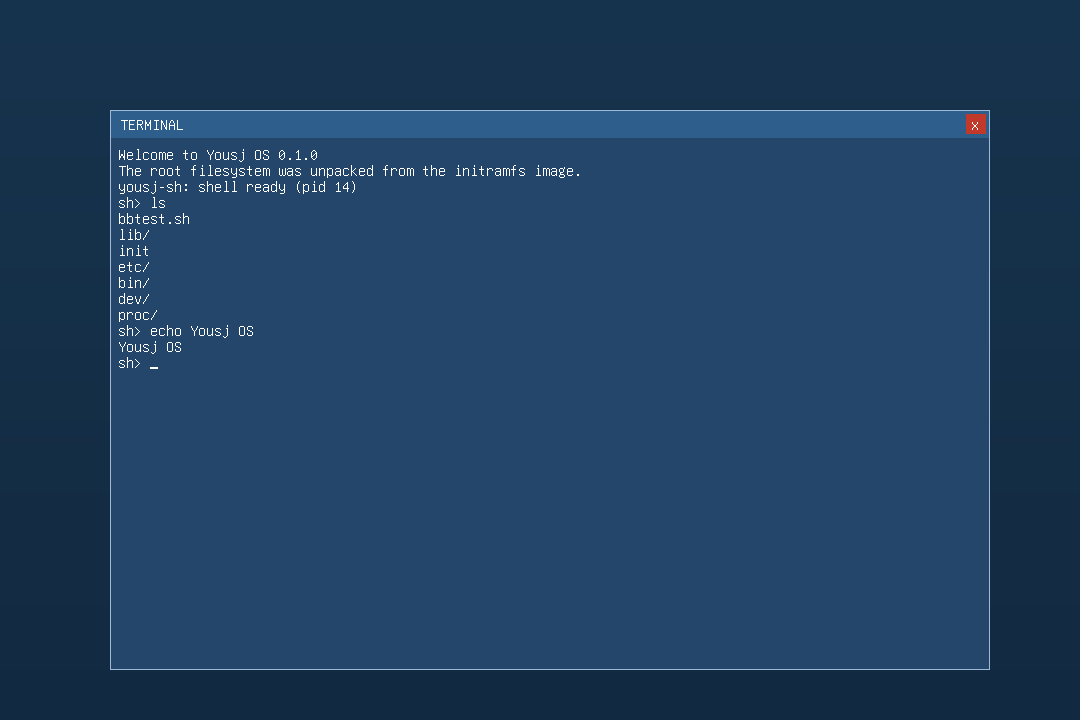 TERMINAL
x
Welcome to Yousj OS 0.1.0
The root filesystem was unpacked from the initramfs image.
yousj-sh: shell ready (pid 14)
sh> ls
bbtest.sh
lib/
init
etc/
bin/
dev/
proc/
sh> echo Yousj OS
Yousj OS
sh> _